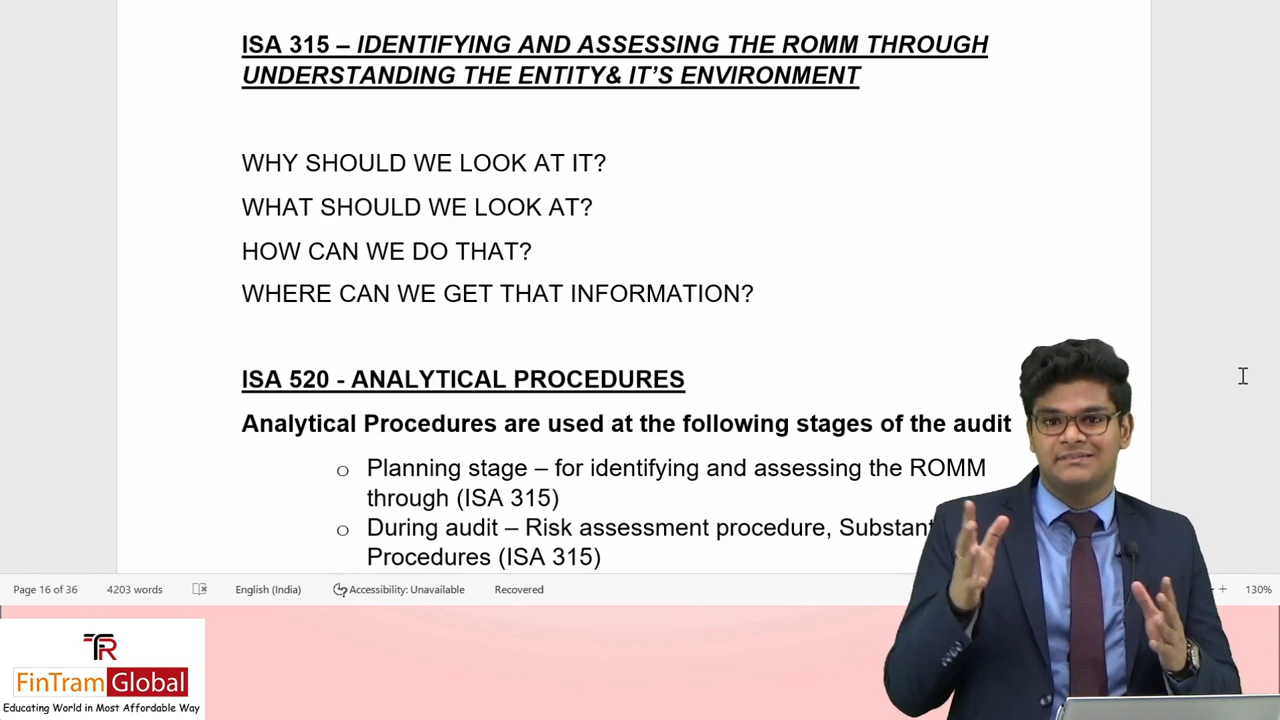 ISA 315 – IDENTIFYING AND ASSESSING THE ROMM THROUGH
UNDERSTANDING THE ENTITY& IT'S ENVIRONMENT
WHY SHOULD WE LOOK AT IT?
WHAT SHOULD WE LOOK AT?
HOW CAN WE DO THAT?
WHERE CAN WE GET THAT INFORMATION?
ISA 520 - ANALYTICAL PROCEDURES
Analytical Procedures are used at the following stages of the audit
o Planning stage – for identifying and assessing the ROMM
through (ISA 315)
o During audit – Risk assessment procedure,
Procedures (ISA 315)
Page 16 of 36 4203 words English (India) Accessibility: Unavailable Recovered + 130%
TR
FinTram Global
Educating World in Most Affordable Way